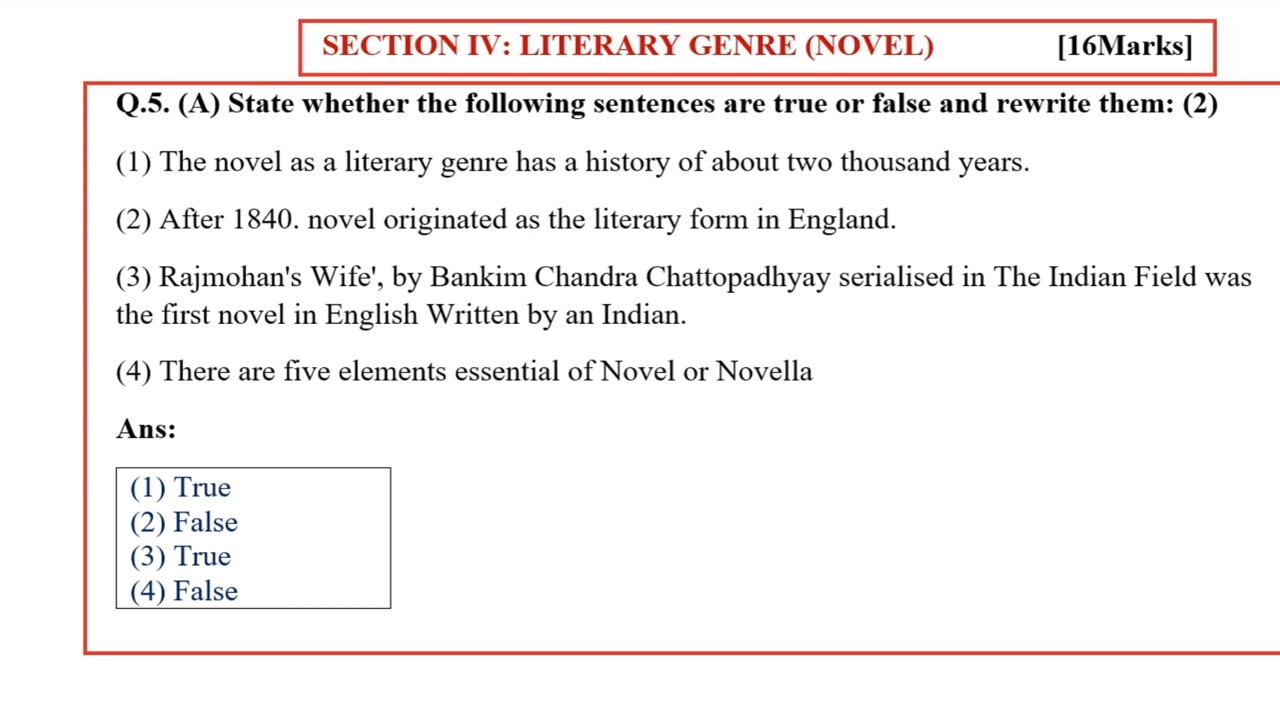 SECTION IV: LITERARY GENRE (NOVEL) [16Marks]
Q.5. (A) State whether the following sentences are true or false and rewrite them: (2)
(1) The novel as a literary genre has a history of about two thousand years.
(2) After 1840. novel originated as the literary form in England.
(3) Rajmohan's Wife', by Bankim Chandra Chattopadhyay serialised in The Indian Field was
the first novel in English Written by an Indian.
(4) There are five elements essential of Novel or Novella
Ans:
(1) True
(2) False
(3) True
(4) False